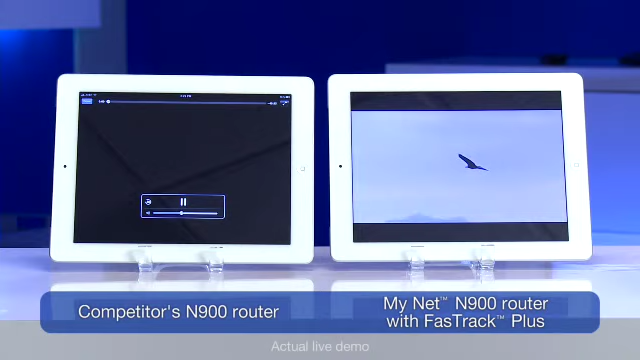 Competitor's N900 router
My Net™ N900 router
with FasTrack™ Plus
Actual live demo